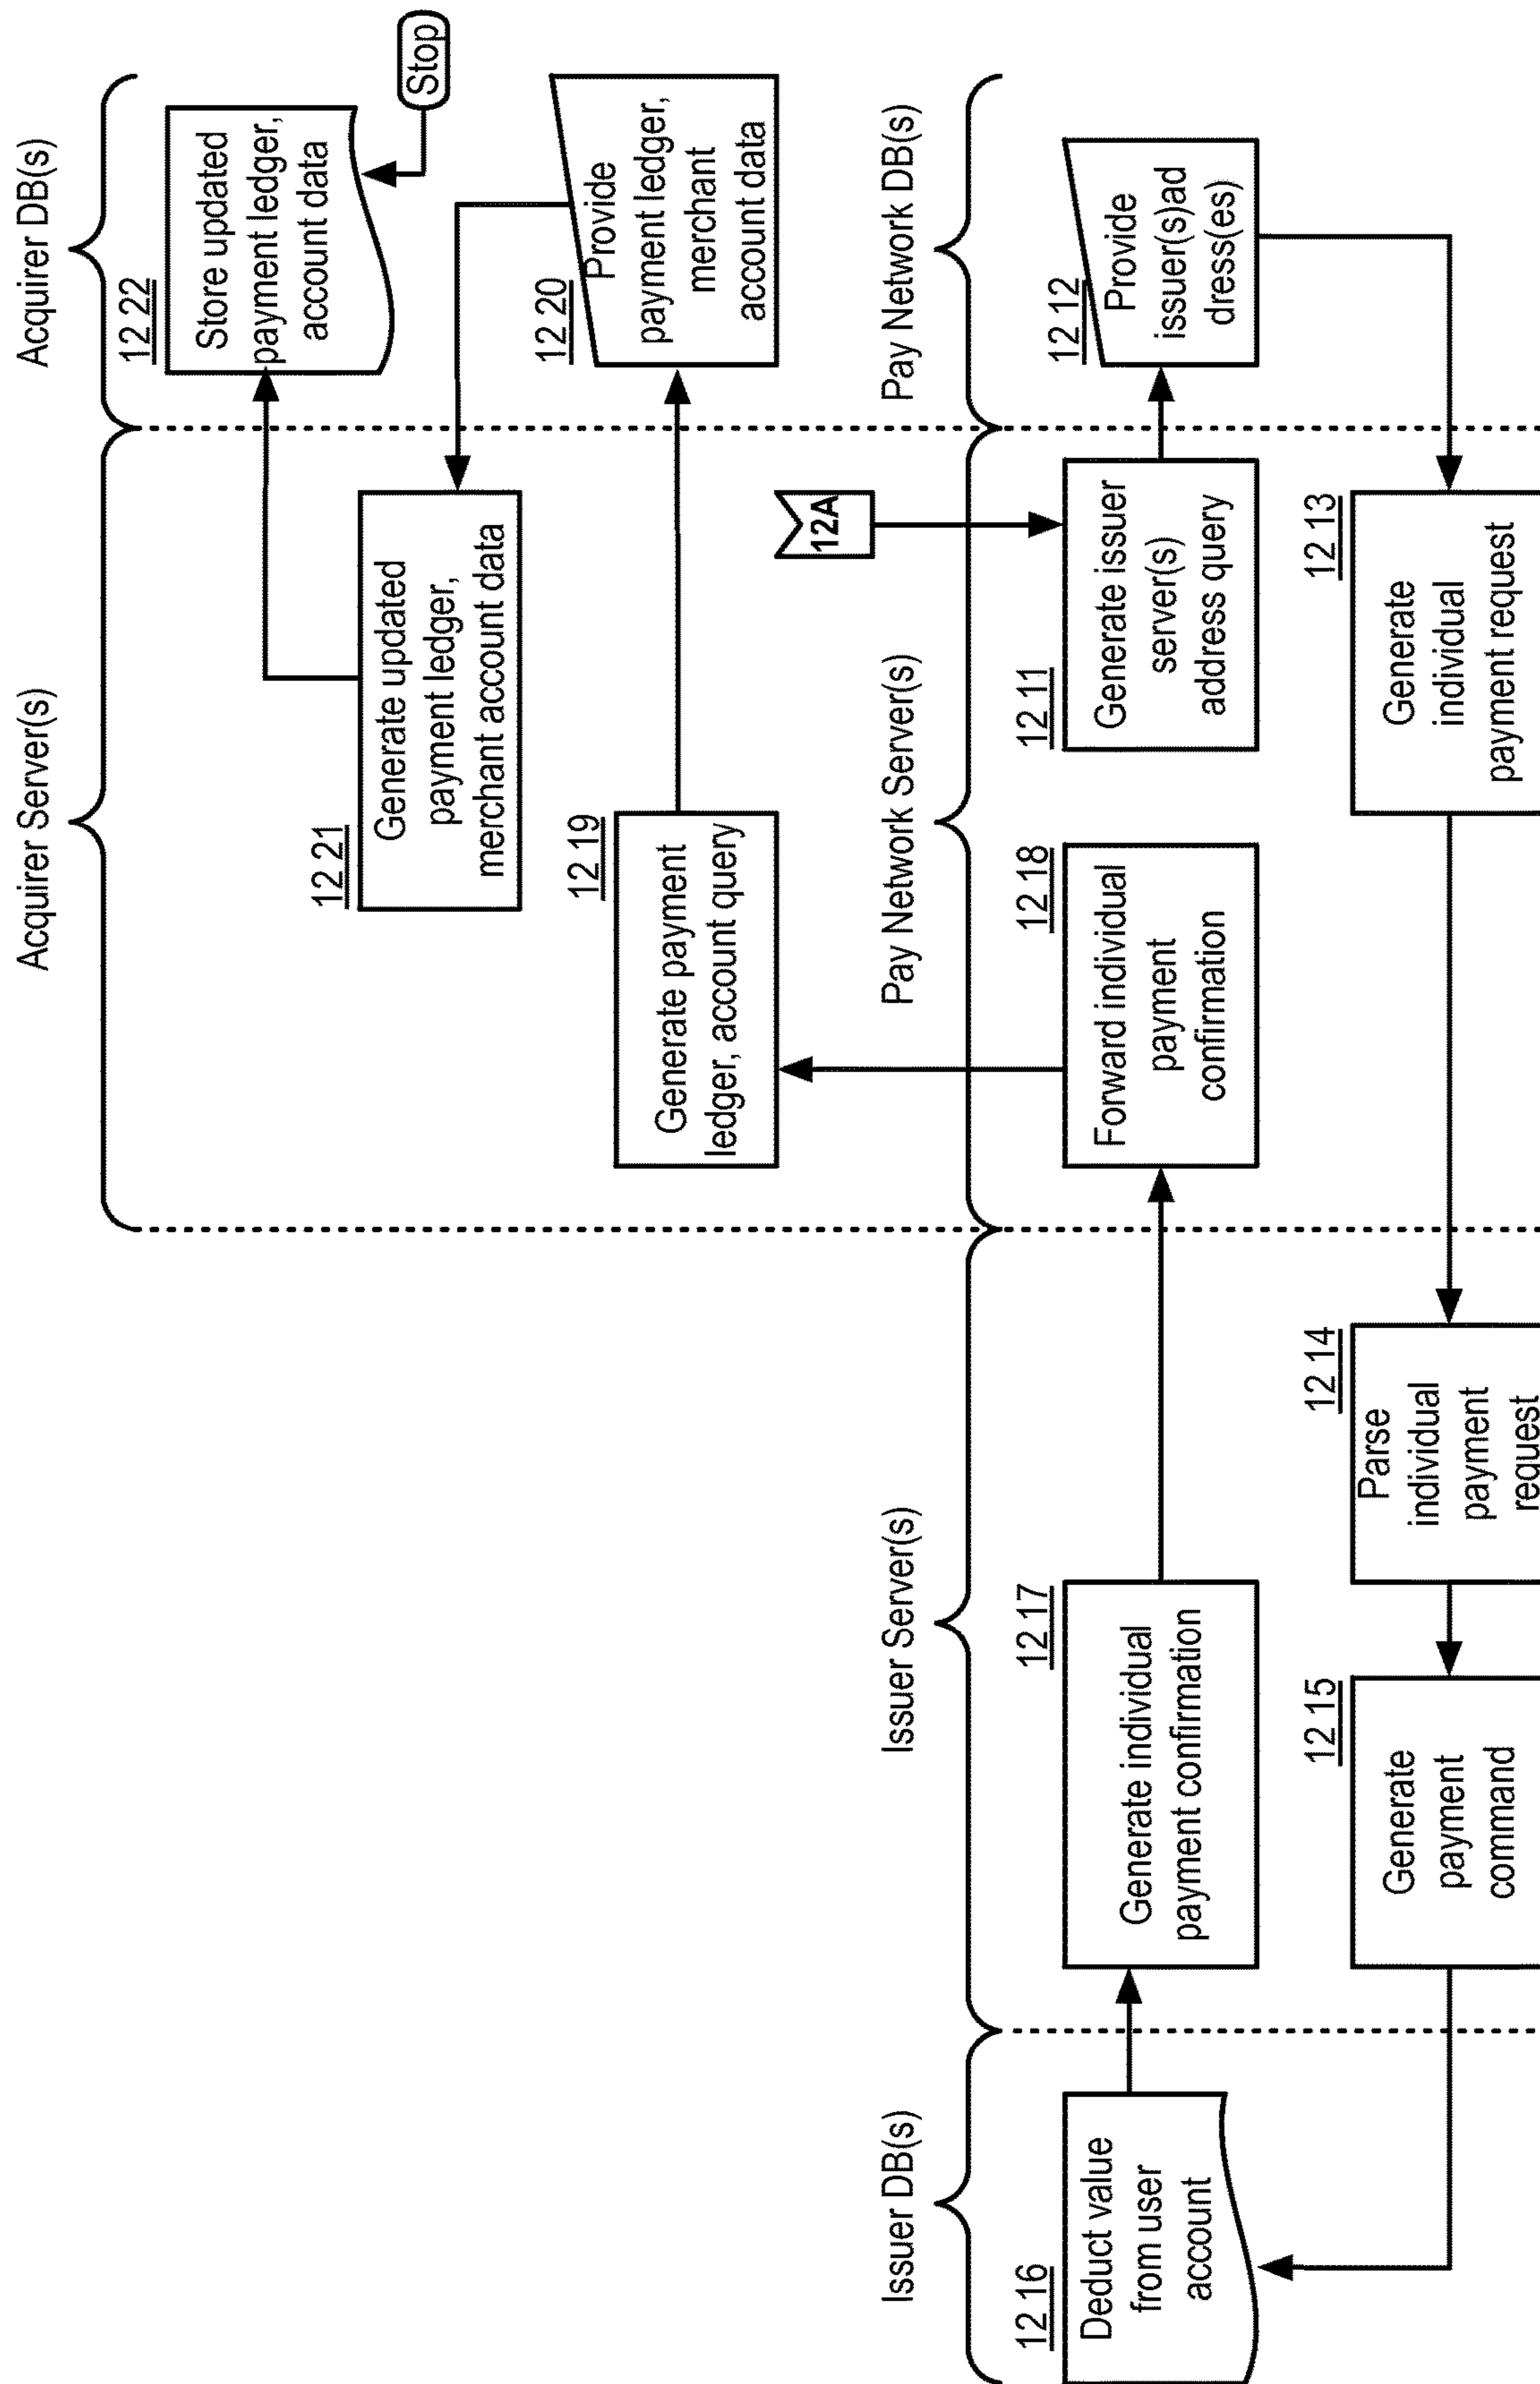 Acquirer Server(s)
Acquirer DB(s)
12 22
Store updated
payment ledger,
account data
Stop
12 21
Generate updated
payment ledger,
merchant account data
12 20
Provide
payment ledger,
merchant
account data
12 19
Generate payment
ledger, account query
12A
Issuer DB(s)
Issuer Server(s)
Pay Network Server(s)
Pay Network DB(s)
12 16
Deduct value
from user
account
12 17
Generate individual
payment confirmation
12 18
Forward individual
payment
confirmation
12 11
Generate issuer
server(s)
address query
12 12
Provide
issuer(s)ad
dress(es)
12 15
Generate
payment
command
12 14
Parse
individual
payment
request
12 13
Generate
individual
payment request